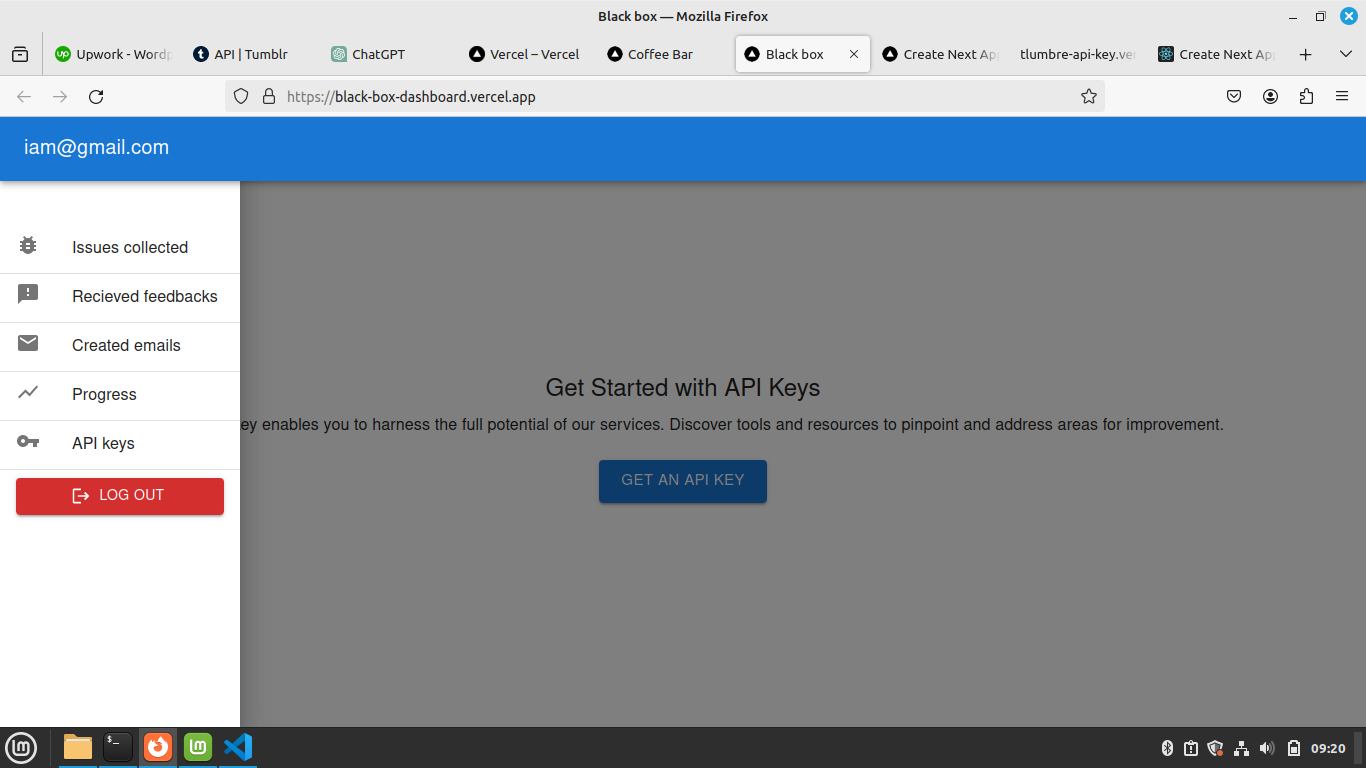 Black box — Mozilla Firefox
Upwork - Wordp
API | Tumblr
ChatGPT
Vercel – Vercel
Coffee Bar
Black box
Create Next App
tlumbre-api-key.ver
Create Next App
https://black-box-dashboard.vercel.app
iam@gmail.com
Issues collected
Recieved feedbacks
Created emails
Progress
API keys
LOG OUT
Get Started with API Keys
ey enables you to harness the full potential of our services. Discover tools and resources to pinpoint and address areas for improvement.
GET AN API KEY
09:20